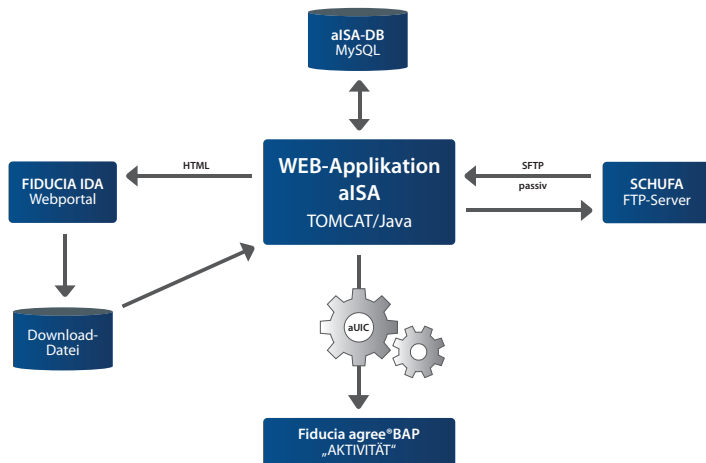 aISA-DB
MySQL
HTML
WEB-Applikation
aISA
TOMCAT/Java
SFTP
passiv
FIDUCIA IDA
Webportal
SCHUFA
FTP-Server
Download-
Datei
aUIC
Fiducia agree®BAP
„AKTIVITÄT“